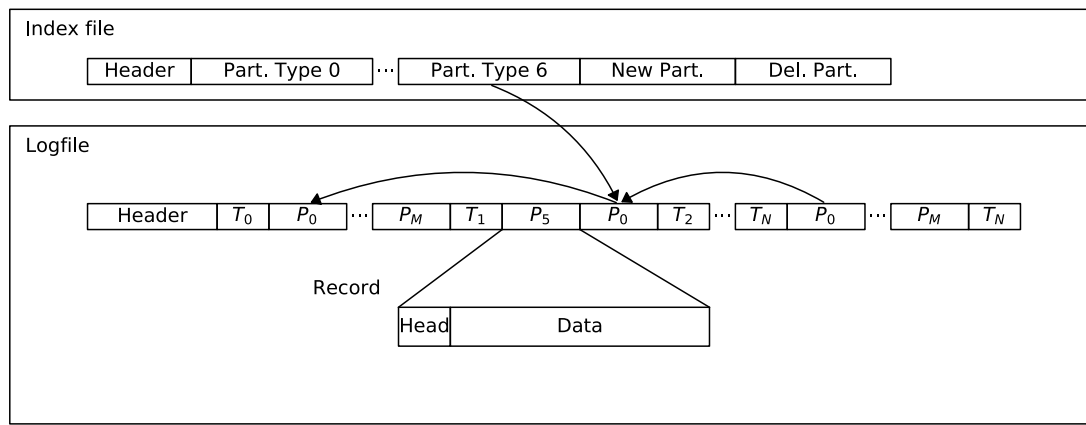 Index file
Header Part. Type 0 ... Part. Type 6 New Part. Del. Part.
Logfile
Header T0 P0 ... PM T1 P5 P0 T2 ... TN P0 ... PM TN
Record
Head Data